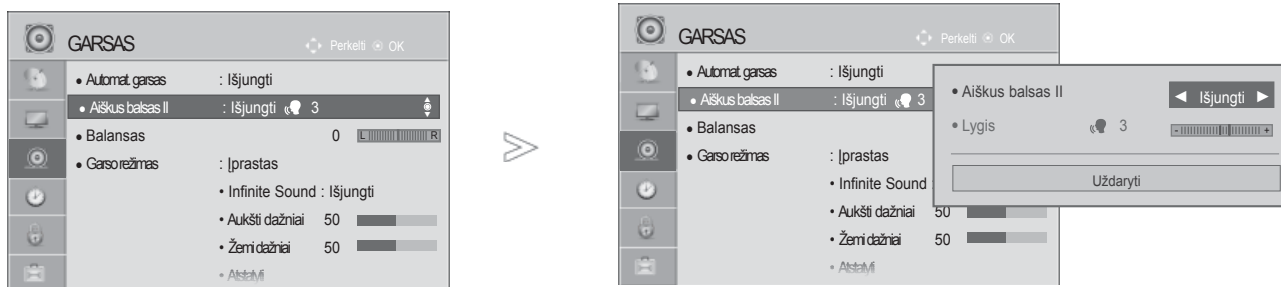 GARSAS Perkelti OK
• Automat. garsas : Išjungti
• Aiškus balsas II : Išjungti 3
• Balansas 0 L R
• Garso režimas : Įprastas
• Infinite Sound : Išjungti
• Aukšti dažniai 50
• Žemi dažniai 50
• Atstatyti
GARSAS Perkelti OK
• Automat. garsas : Išjungti
• Aiškus balsas II : Išjungti 3
• Balansas
• Garso režimas : Įprastas
• Infinite Sound :
• Aukšti dažniai 50
• Žemi dažniai 50
• Atstatyti
• Aiškus balsas II ◄ Išjungti ►
• Lygis 3 - +
Uždaryti